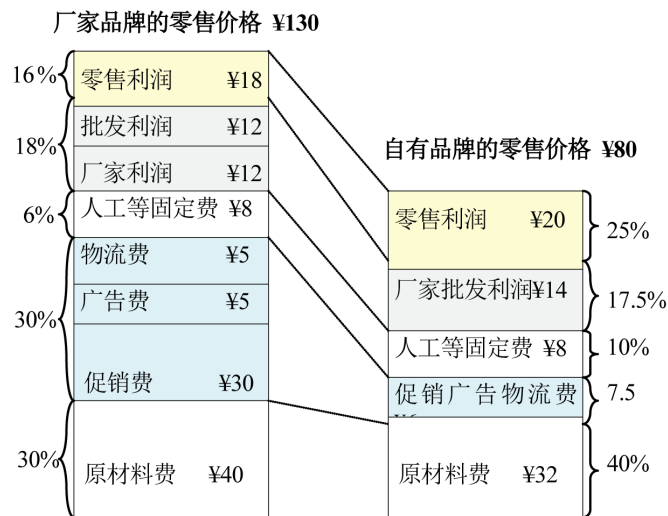 厂家品牌的零售价格 ¥130
16%
零售利润 ¥18
18%
批发利润 ¥12
厂家利润 ¥12
6%
人工等固定费 ¥8
30%
物流费 ¥5
广告费 ¥5
促销费 ¥30
30%
原材料费 ¥40
自有品牌的零售价格 ¥80
零售利润 ¥20
25%
厂家批发利润¥14
17.5%
人工等固定费 ¥8
10%
促销广告物流费
7.5
原材料费 ¥32
40%